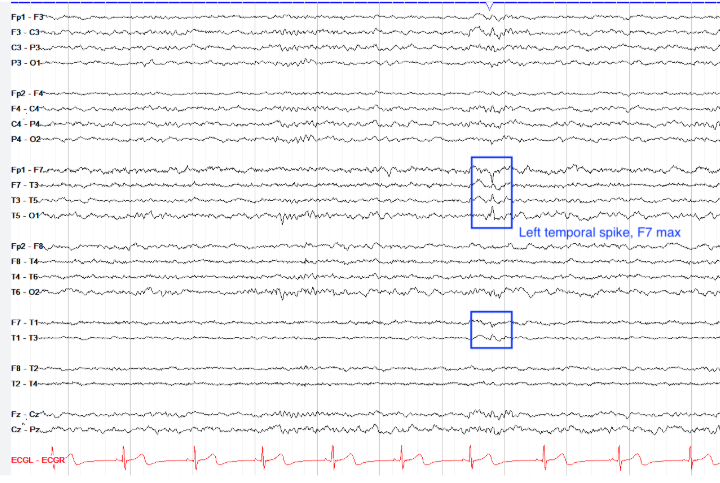 Fp1 - F3
F3 - C3
C3 - P3
P3 - O1
Fp2 - F4
F4 - C4
C4 - P4
P4 - O2
Fp1 - F7
F7 - T3
T3 - T5
T5 - O1
Left temporal spike, F7 max
Fp2 - F8
F8 - T4
T4 - T6
T6 - O2
F7 - T1
T1 - T3
F8 - T2
T2 - T4
Fz - Cz
Cz - Pz
ECGL - ECGR